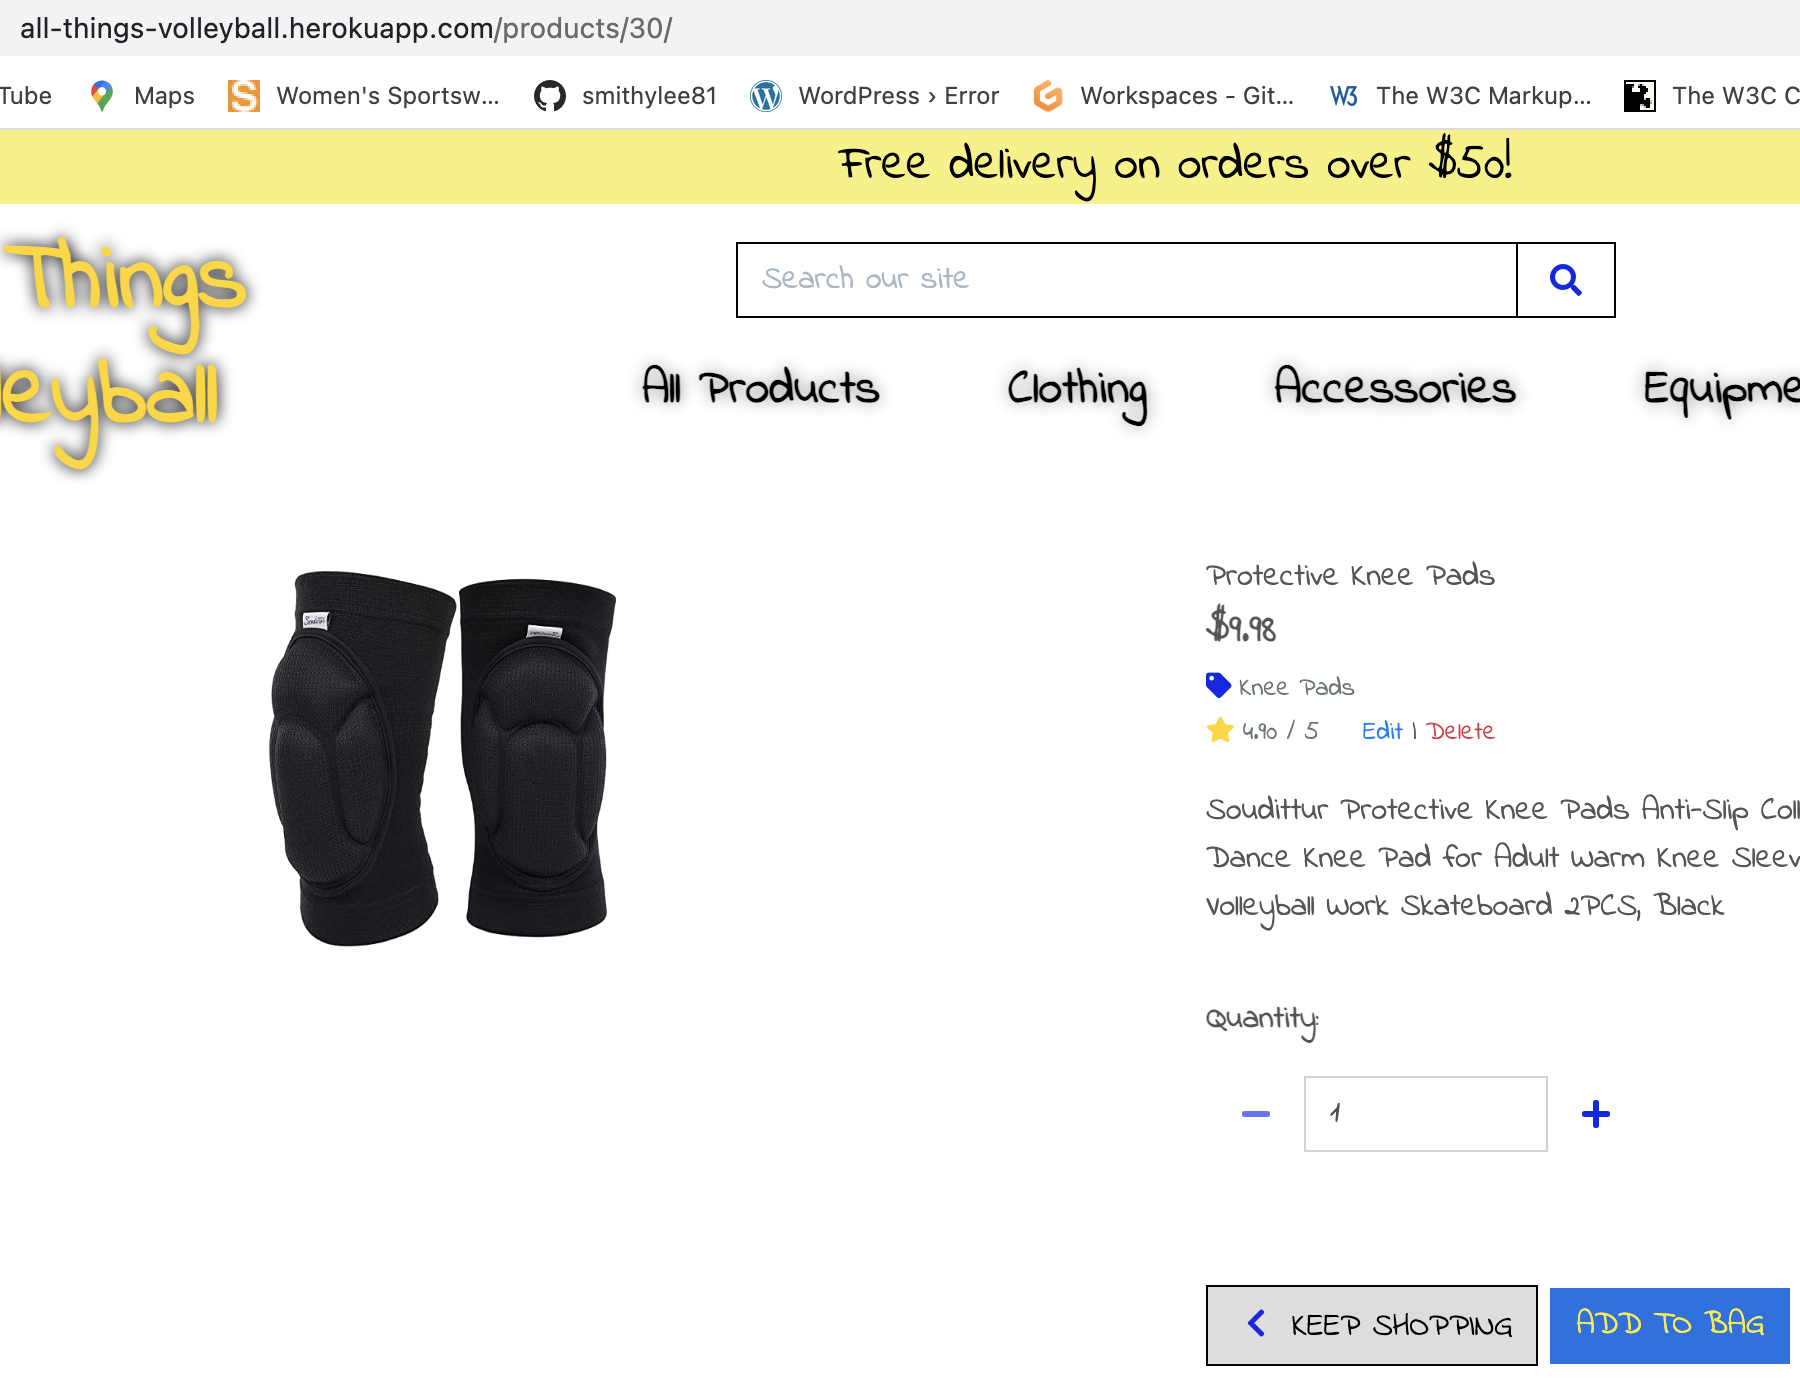 all-things-volleyball.herokuapp.com/products/30/
Tube Maps Women's Sportsw... smithylee81 WordPress › Error Workspaces - Git... The W3C Markup... The W3C C
Free delivery on orders over $50!
Things
leyball
Search our site
All Products Clothing Accessories Equipme
Protective Knee Pads
$9.98
Knee Pads
4.90 / 5 Edit | Delete
Soudittur Protective Knee Pads Anti-Slip Coll
Dance Knee Pad for Adult Warm Knee Sleev
Volleyball Work Skateboard 2PCS, Black
Quantity:
1
KEEP SHOPPING ADD TO BAG